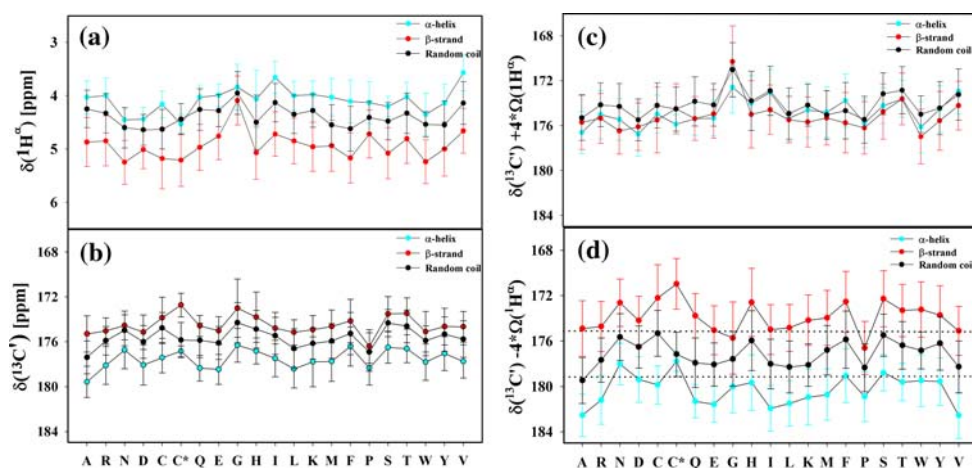 (a)
α-helix
β-strand
Random coil
δ(¹Hᵅ) [ppm]
3
4
5
6
(b)
α-helix
β-strand
Random coil
δ(¹³C') [ppm]
168
172
176
180
184
A R N D C C* Q E G H I L K M F P S T W Y V
(c)
α-helix
β-strand
Random coil
δ(¹³C') +4*Ω(1Hᵅ)
168
172
176
180
184
(d)
α-helix
β-strand
Random coil
δ(¹³C') -4*Ω(¹Hᵅ)
168
172
176
180
184
A R N D C C* Q E G H I L K M F P S T W Y V